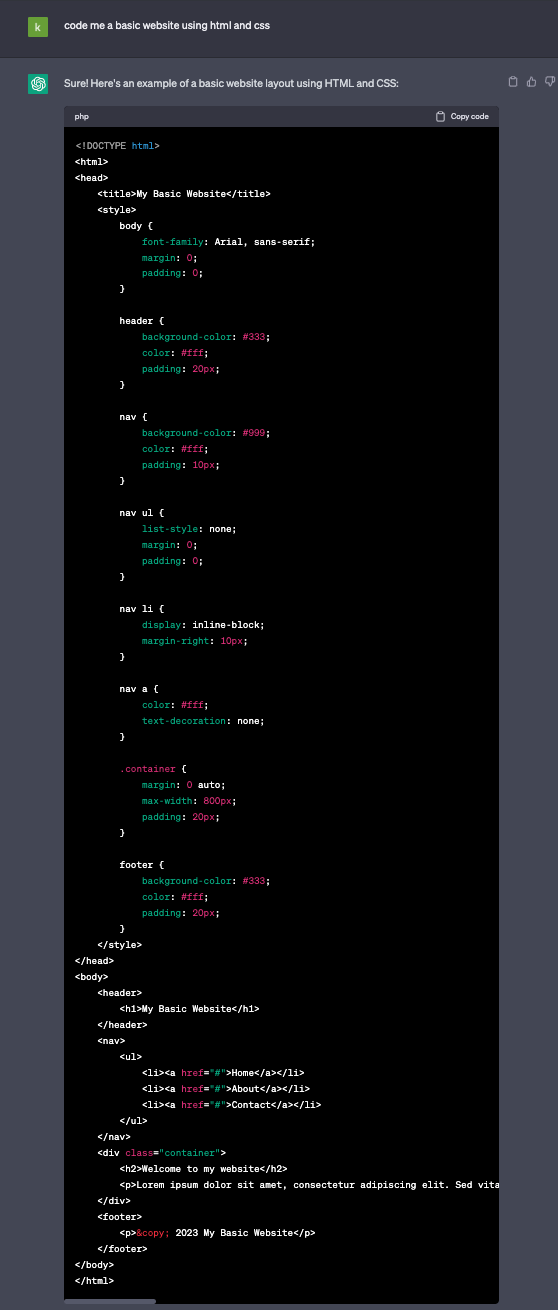 k
code me a basic website using html and css
Sure! Here's an example of a basic website layout using HTML and CSS:
php
Copy code
<!DOCTYPE html>
<html>
<head>
    <title>My Basic Website</title>
    <style>
        body {
            font-family: Arial, sans-serif;
            margin: 0;
            padding: 0;
        }

        header {
            background-color: #333;
            color: #fff;
            padding: 20px;
        }

        nav {
            background-color: #999;
            color: #fff;
            padding: 10px;
        }

        nav ul {
            list-style: none;
            margin: 0;
            padding: 0;
        }

        nav li {
            display: inline-block;
            margin-right: 10px;
        }

        nav a {
            color: #fff;
            text-decoration: none;
        }

        .container {
            margin: 0 auto;
            max-width: 800px;
            padding: 20px;
        }

        footer {
            background-color: #333;
            color: #fff;
            padding: 20px;
        }
    </style>
</head>
<body>
    <header>
        <h1>My Basic Website</h1>
    </header>
    <nav>
        <ul>
            <li><a href="#">Home</a></li>
            <li><a href="#">About</a></li>
            <li><a href="#">Contact</a></li>
        </ul>
    </nav>
    <div class="container">
        <h2>Welcome to my website</h2>
        <p>Lorem ipsum dolor sit amet, consectetur adipiscing elit. Sed vita
    </div>
    <footer>
        <p>&copy; 2023 My Basic Website</p>
    </footer>
</body>
</html>